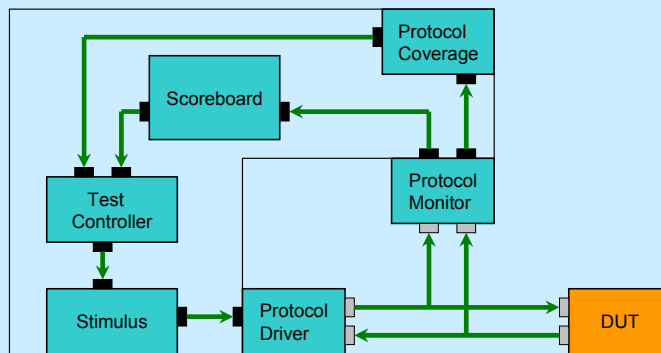 Protocol
Coverage
Scoreboard
Test
Controller
Protocol
Monitor
Stimulus
Protocol
Driver
DUT